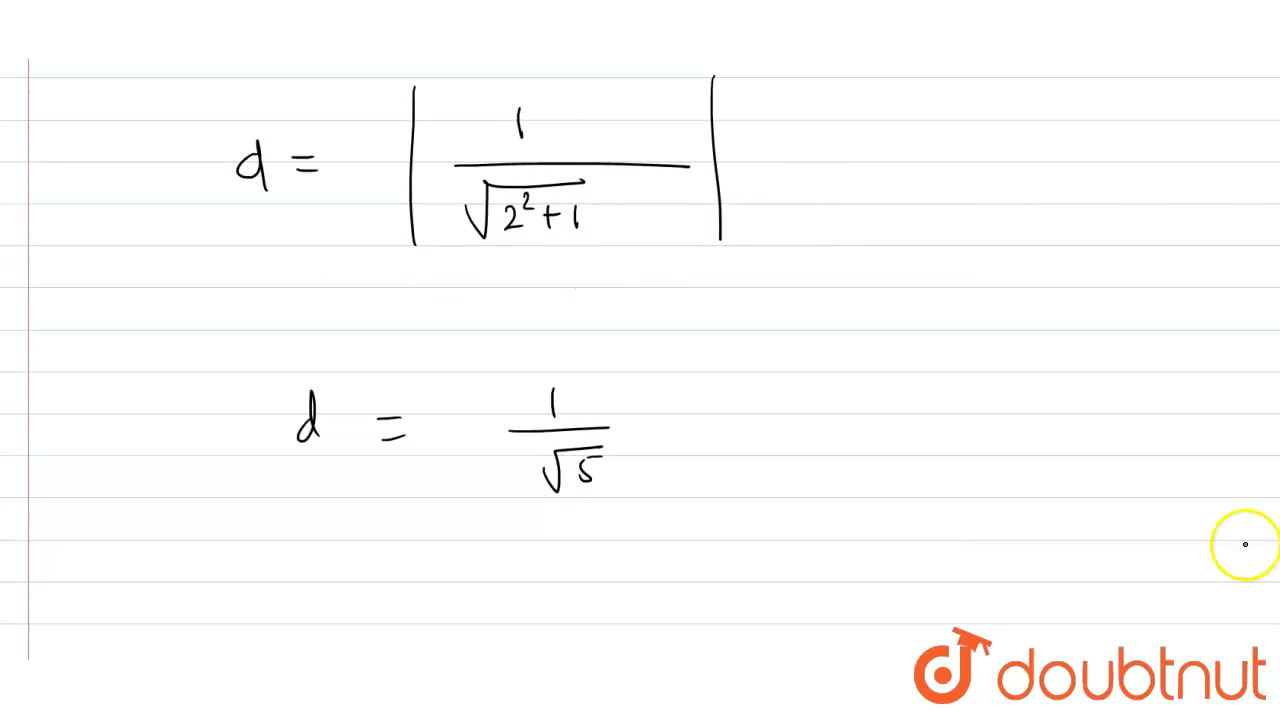 d = | 1 / √(2² + 1) |
d = 1 / √5
doubtnut